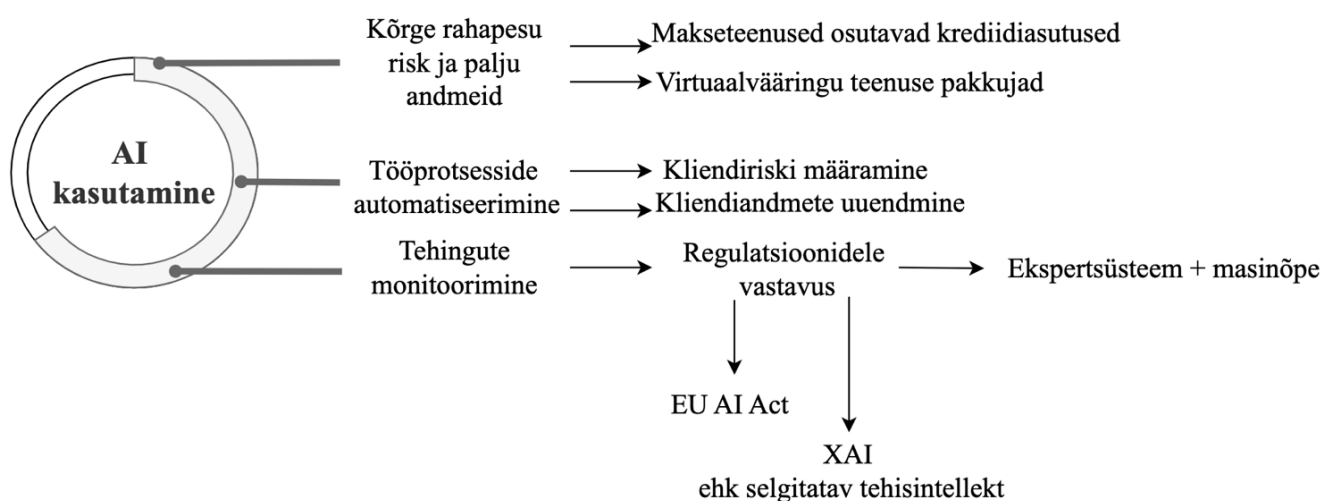 AI
kasutamine
Kõrge rahapesu
risk ja palju
andmeid
Makseteenused osutavad krediidiasutused
Virtuaalvääringu teenuse pakkujad
Tööprotsesside
automatiseerimine
Kliendiriski määramine
Kliendiandmete uuendmine
Tehingute
monitoorimine
Regulatsioonidele
vastavus
Ekspertsüsteem + masinõpe
EU AI Act
XAI
ehk selgitatav tehisintellekt